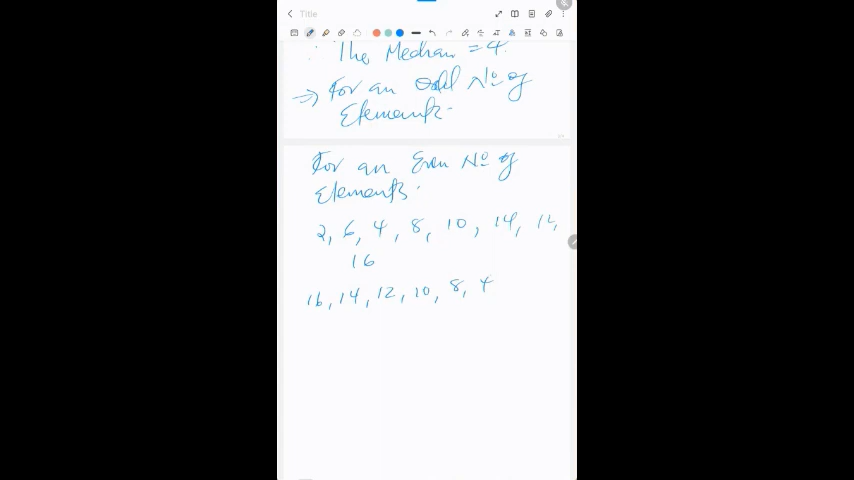 Title
The Median = 4.
=> For an Odd No of
Elements.
For an Even No of
Elements.
2, 6, 4, 8, 10, 14, 12,
16
16, 14, 12, 10, 8, 4